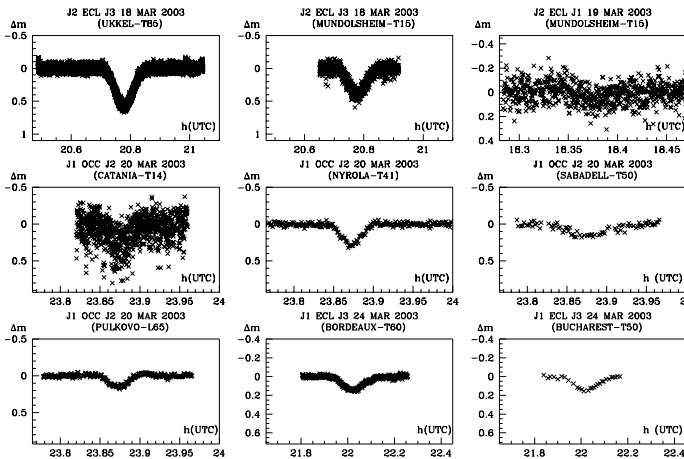 J2 ECL J3 18 MAR 2003
(UKKEL-T85)
Δm
-0.5
0
0.5
1
h(UTC)
20.6 20.8 21
J2 ECL J3 18 MAR 2003
(MUNDOLSHEIM-T15)
Δm
-0.5
0
0.5
1
h(UTC)
20.6 20.8 21
J2 ECL J1 19 MAR 2003
(MUNDOLSHEIM-T15)
Δm
-0.4
-0.2
0
0.2
0.4
h(UTC)
18.3 18.35 18.4 18.45
J1 OCC J2 20 MAR 2003
(CATANIA-T14)
Δm
-0.5
0
0.5
h(UTC)
23.8 23.85 23.9 23.95 24
J1 OCC J2 20 MAR 2003
(NYROLA-T41)
Δm
-0.5
0
0.5
h(UTC)
23.8 23.85 23.9 23.95 24
J1 OCC J2 20 MAR 2003
(SABADELL-T50)
Δm
-0.5
0
0.5
h(UTC)
23.8 23.85 23.9 23.95 24
J1 OCC J2 20 MAR 2003
(PULKOVO-L65)
Δm
-0.5
0
0.5
h(UTC)
23.8 23.85 23.9 23.95 24
J1 ECL J3 24 MAR 2003
(BORDEAUX-T60)
Δm
-0.4
-0.2
0
0.2
0.4
0.6
h(UTC)
21.8 22 22.2 22.4
J1 ECL J3 24 MAR 2003
(BUCHAREST-T50)
Δm
-0.4
-0.2
0
0.2
0.4
0.6
h (UTC)
21.8 22 22.2 22.4